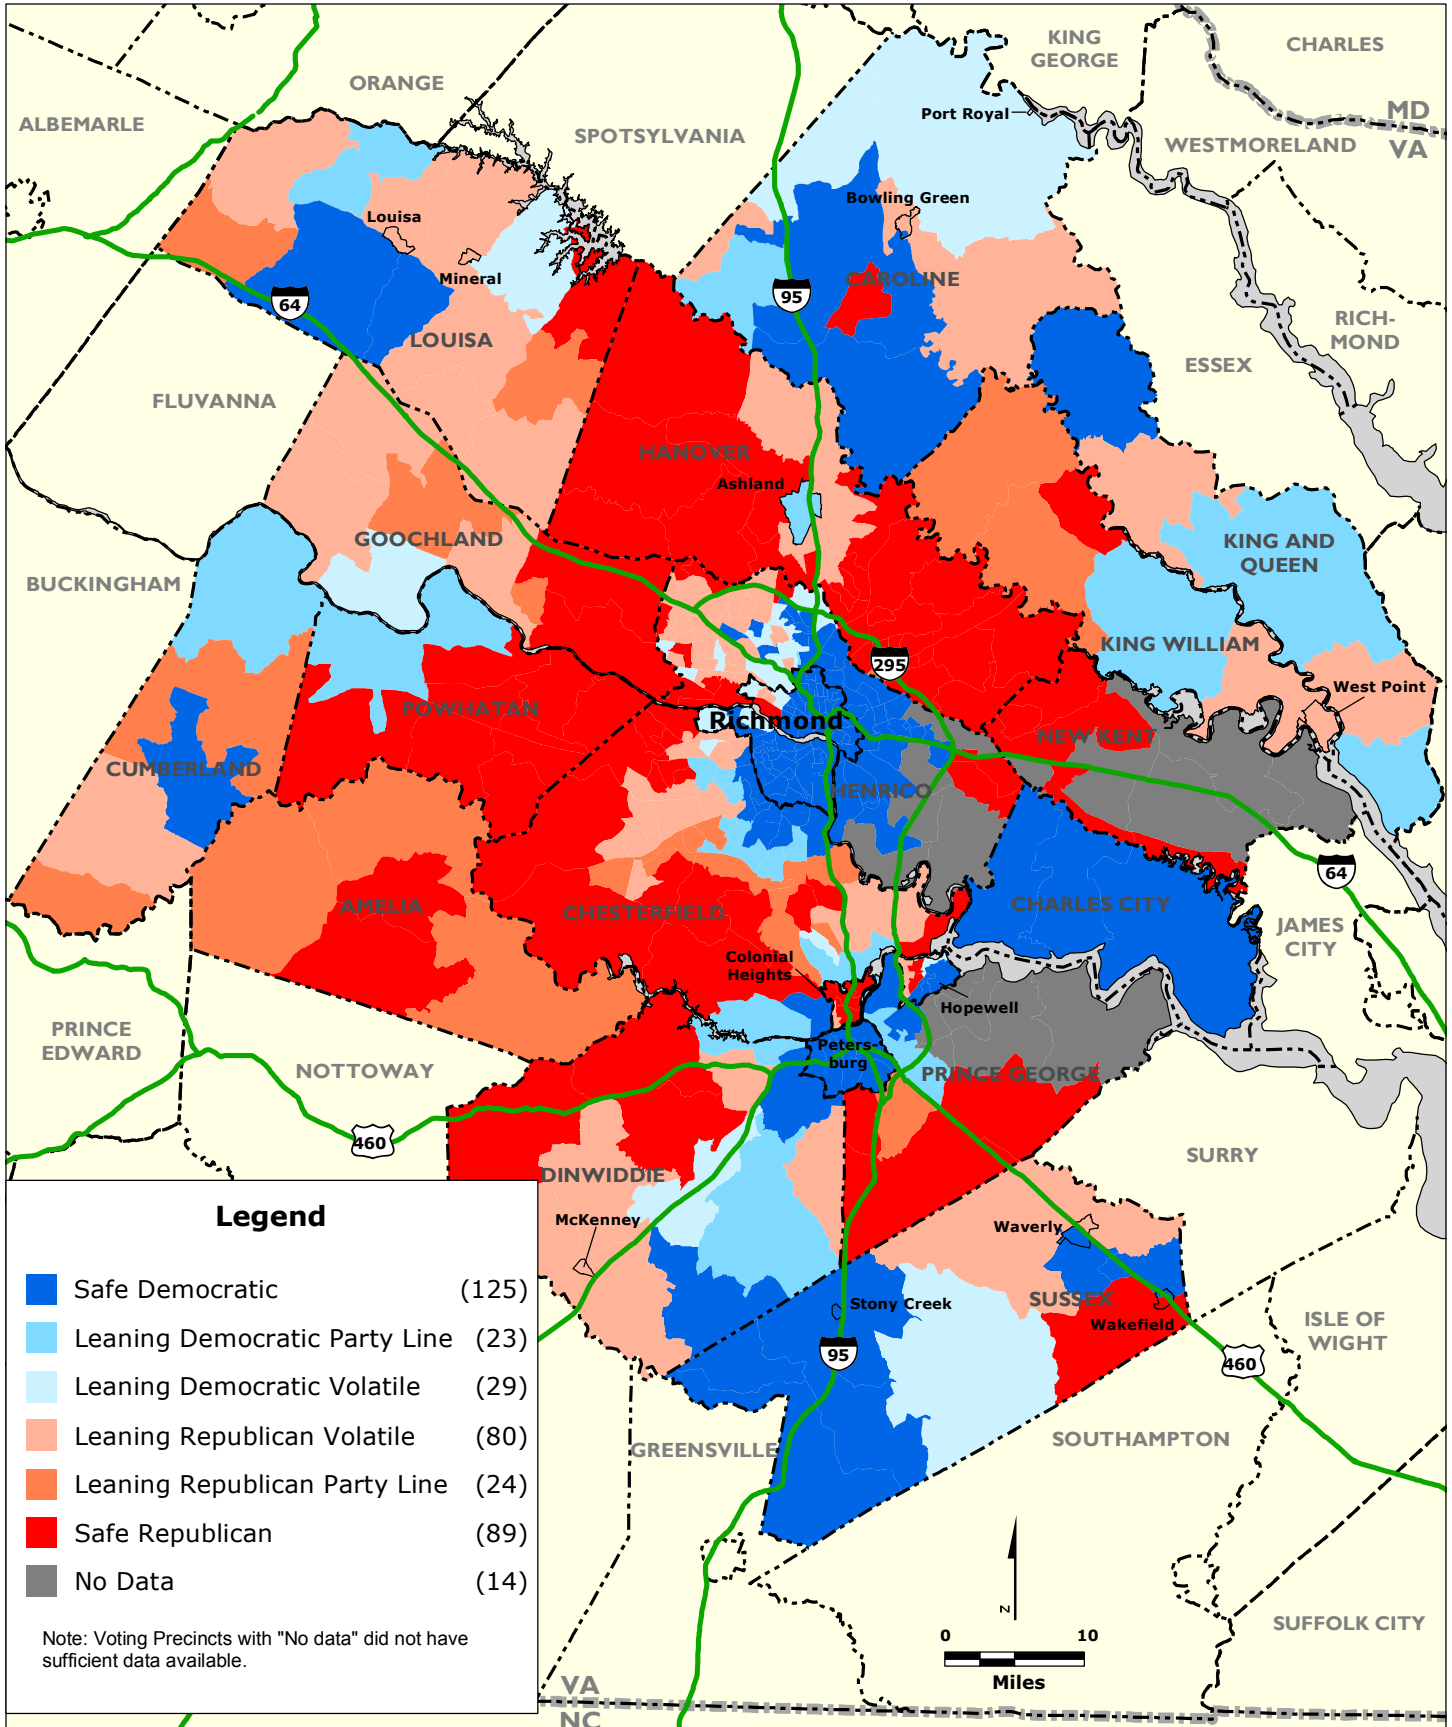 KING
GEORGE
CHARLES
ORANGE
ALBEMARLE
SPOTSYLVANIA
Port Royal
MD
VA
WESTMORELAND
Louisa
Bowling Green
Mineral
CAROLINE
64
95
LOUISA
RICH-
MOND
ESSEX
FLUVANNA
HANOVER
Ashland
GOOCHLAND
KING AND
QUEEN
BUCKINGHAM
KING WILLIAM
295
West Point
POWHATAN
Richmond
NEW KENT
CUMBERLAND
HENRICO
64
AMELIA
CHESTERFIELD
CHARLES CITY
JAMES
CITY
Colonial
Heights
Hopewell
PRINCE
EDWARD
NOTTOWAY
Peters-
burg
PRINCE GEORGE
460
SURRY
DINWIDDIE
McKenney
Waverly
Stony Creek
SUSSEX
Wakefield
ISLE OF
WIGHT
95
460
GREENSVILLE
SOUTHAMPTON
SUFFOLK CITY
Legend
Safe Democratic (125)
Leaning Democratic Party Line (23)
Leaning Democratic Volatile (29)
Leaning Republican Volatile (80)
Leaning Republican Party Line (24)
Safe Republican (89)
No Data (14)
Note: Voting Precincts with "No data" did not have
sufficient data available.
N
0 10
Miles
VA
NC